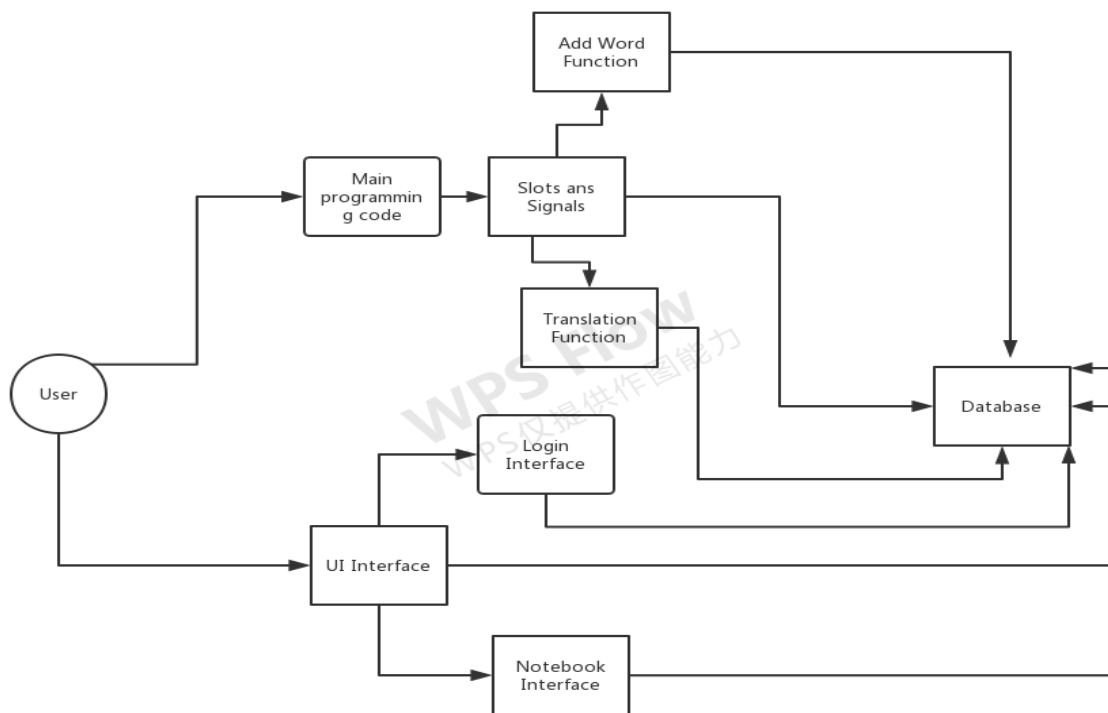 Add Word
Function
Main
programmin
g code
Slots ans
Signals
Translation
Function
WPS Flow
WPS仅提供作图能力
User
Database
Login
Interface
UI Interface
Notebook
Interface